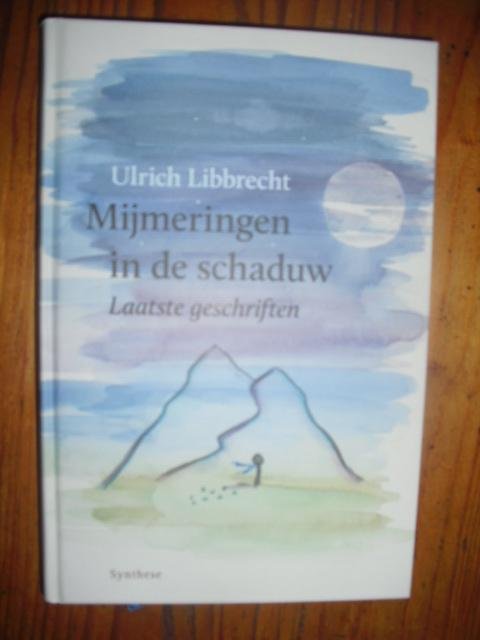 Ulrich Libbrecht
Mijmeringen
in de schaduw
Laatste geschriften
Synthese